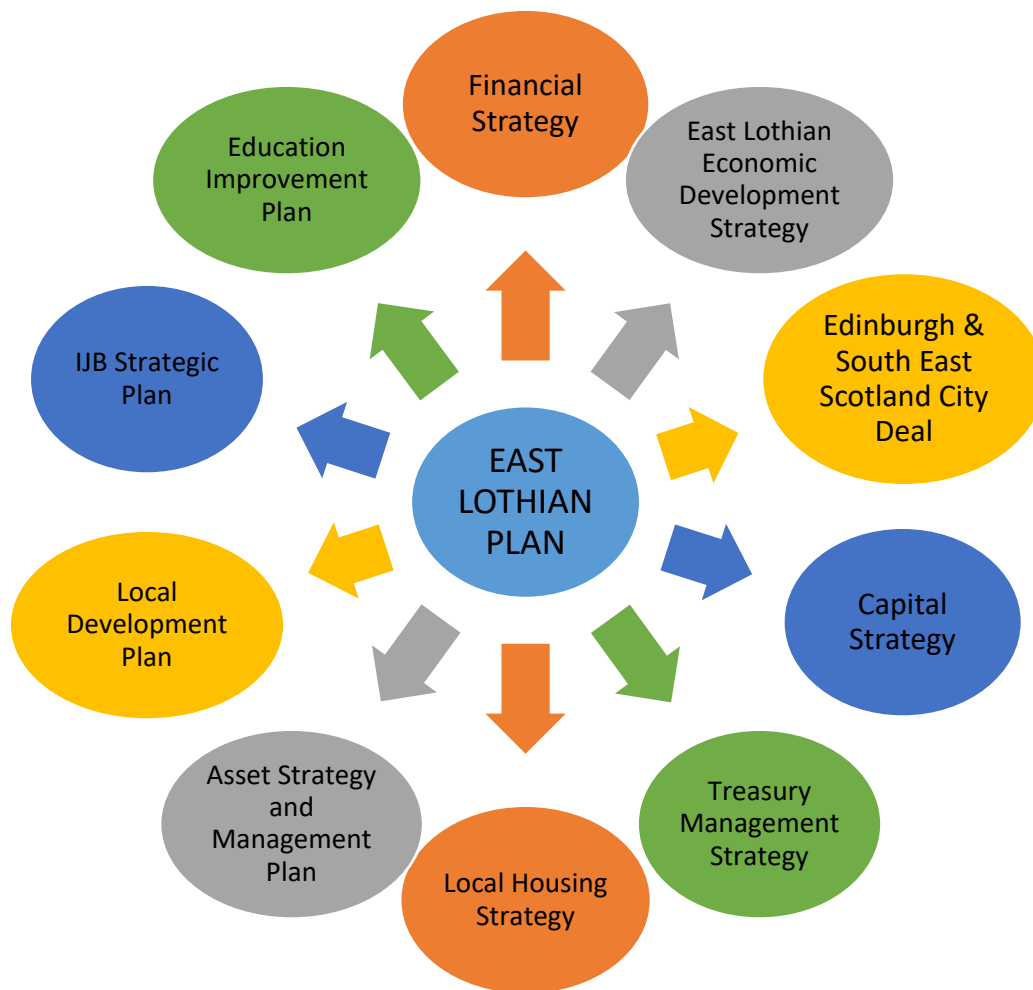 Financial
Strategy
East Lothian
Economic
Development
Strategy
Edinburgh &
South East
Scotland City
Deal
Capital
Strategy
Treasury
Management
Strategy
Local Housing
Strategy
Asset Strategy
and
Management
Plan
Local
Development
Plan
IJB Strategic
Plan
Education
Improvement
Plan
EAST
LOTHIAN
PLAN